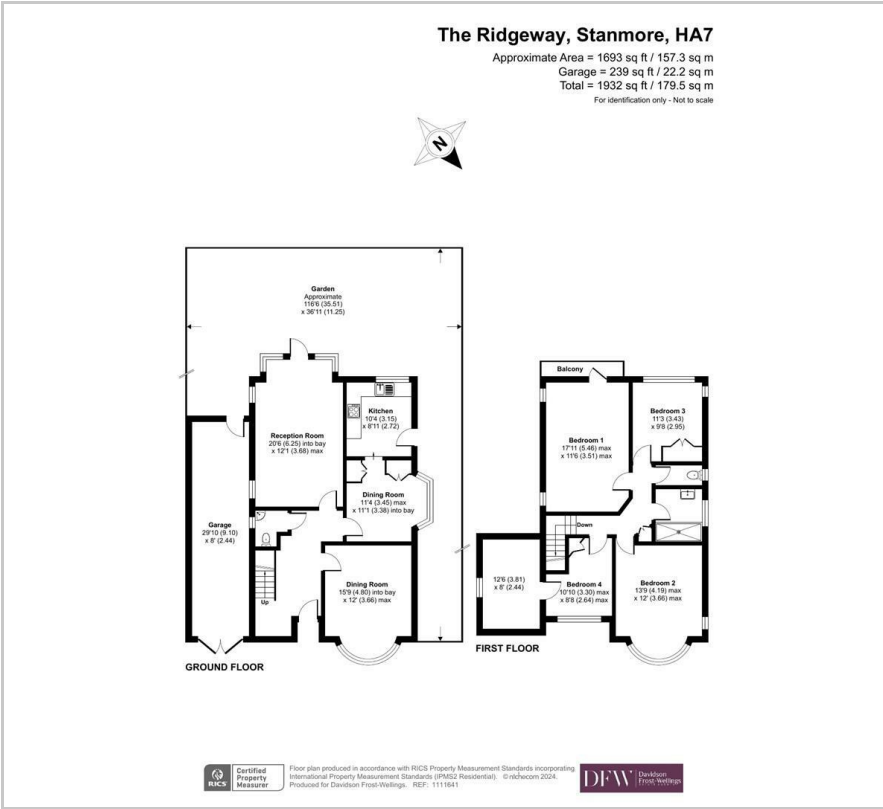 The Ridgeway, Stanmore, HA7
Approximate Area = 1693 sq ft / 157.3 sq m
Garage = 239 sq ft / 22.2 sq m
Total = 1932 sq ft / 179.5 sq m
For identification only - Not to scale
N
Garden
Approximate
116'6 (35.51)
x 36'11 (11.25)
Reception Room
20'6 (6.25) into bay
x 12'1 (3.68) max
Kitchen
10'4 (3.15)
x 8'11 (2.72)
Dining Room
11'4 (3.45) max
x 11'1 (3.38) into bay
Garage
29'10 (9.10)
x 8' (2.44)
Up
Dining Room
15'9 (4.80) into bay
x 12' (3.66) max
GROUND FLOOR
Balcony
Bedroom 1
17'11 (5.46) max
x 11'6 (3.51) max
Bedroom 3
11'3 (3.43)
x 9'8 (2.95)
Down
12'6 (3.81)
x 8' (2.44)
Bedroom 4
10'10 (3.30) max
x 8'8 (2.64) max
Bedroom 2
13'9 (4.19) max
x 12' (3.66) max
FIRST FLOOR
RICS
Certified
Property
Measurer
Floor plan produced in accordance with RICS Property Measurement Standards incorporating
International Property Measurement Standards (IPMS2 Residential). © nichecom 2024.
Produced for Davidson Frost-Wellings. REF: 1111641
DFW
Davidson
Frost-Wellings